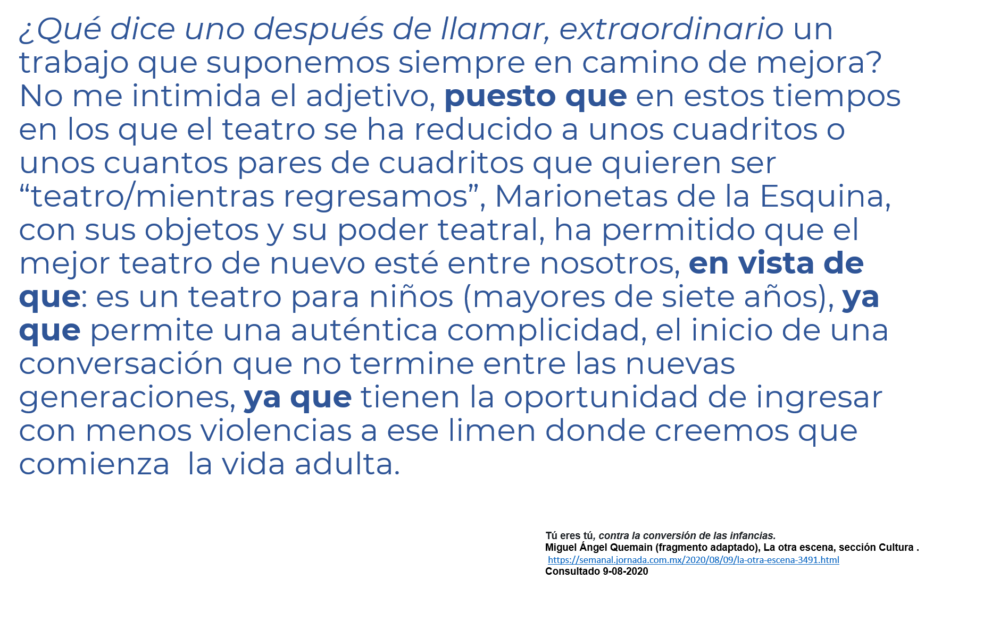 ¿Qué dice uno después de llamar, extraordinario un
trabajo que suponemos siempre en camino de mejora?
No me intimida el adjetivo, puesto que en estos tiempos
en los que el teatro se ha reducido a unos cuadritos o
unos cuantos pares de cuadritos que quieren ser
“teatro/mientras regresamos”, Marionetas de la Esquina,
con sus objetos y su poder teatral, ha permitido que el
mejor teatro de nuevo esté entre nosotros, en vista de
que: es un teatro para niños (mayores de siete años), ya
que permite una auténtica complicidad, el inicio de una
conversación que no termine entre las nuevas
generaciones, ya que tienen la oportunidad de ingresar
con menos violencias a ese limen donde creemos que
comienza  la vida adulta.
Tú eres tú, contra la conversión de las infancias.
Miguel Ángel Quemain (fragmento adaptado), La otra escena, sección Cultura .
https://semanal.jornada.com.mx/2020/08/09/la-otra-escena-3491.html
Consultado 9-08-2020